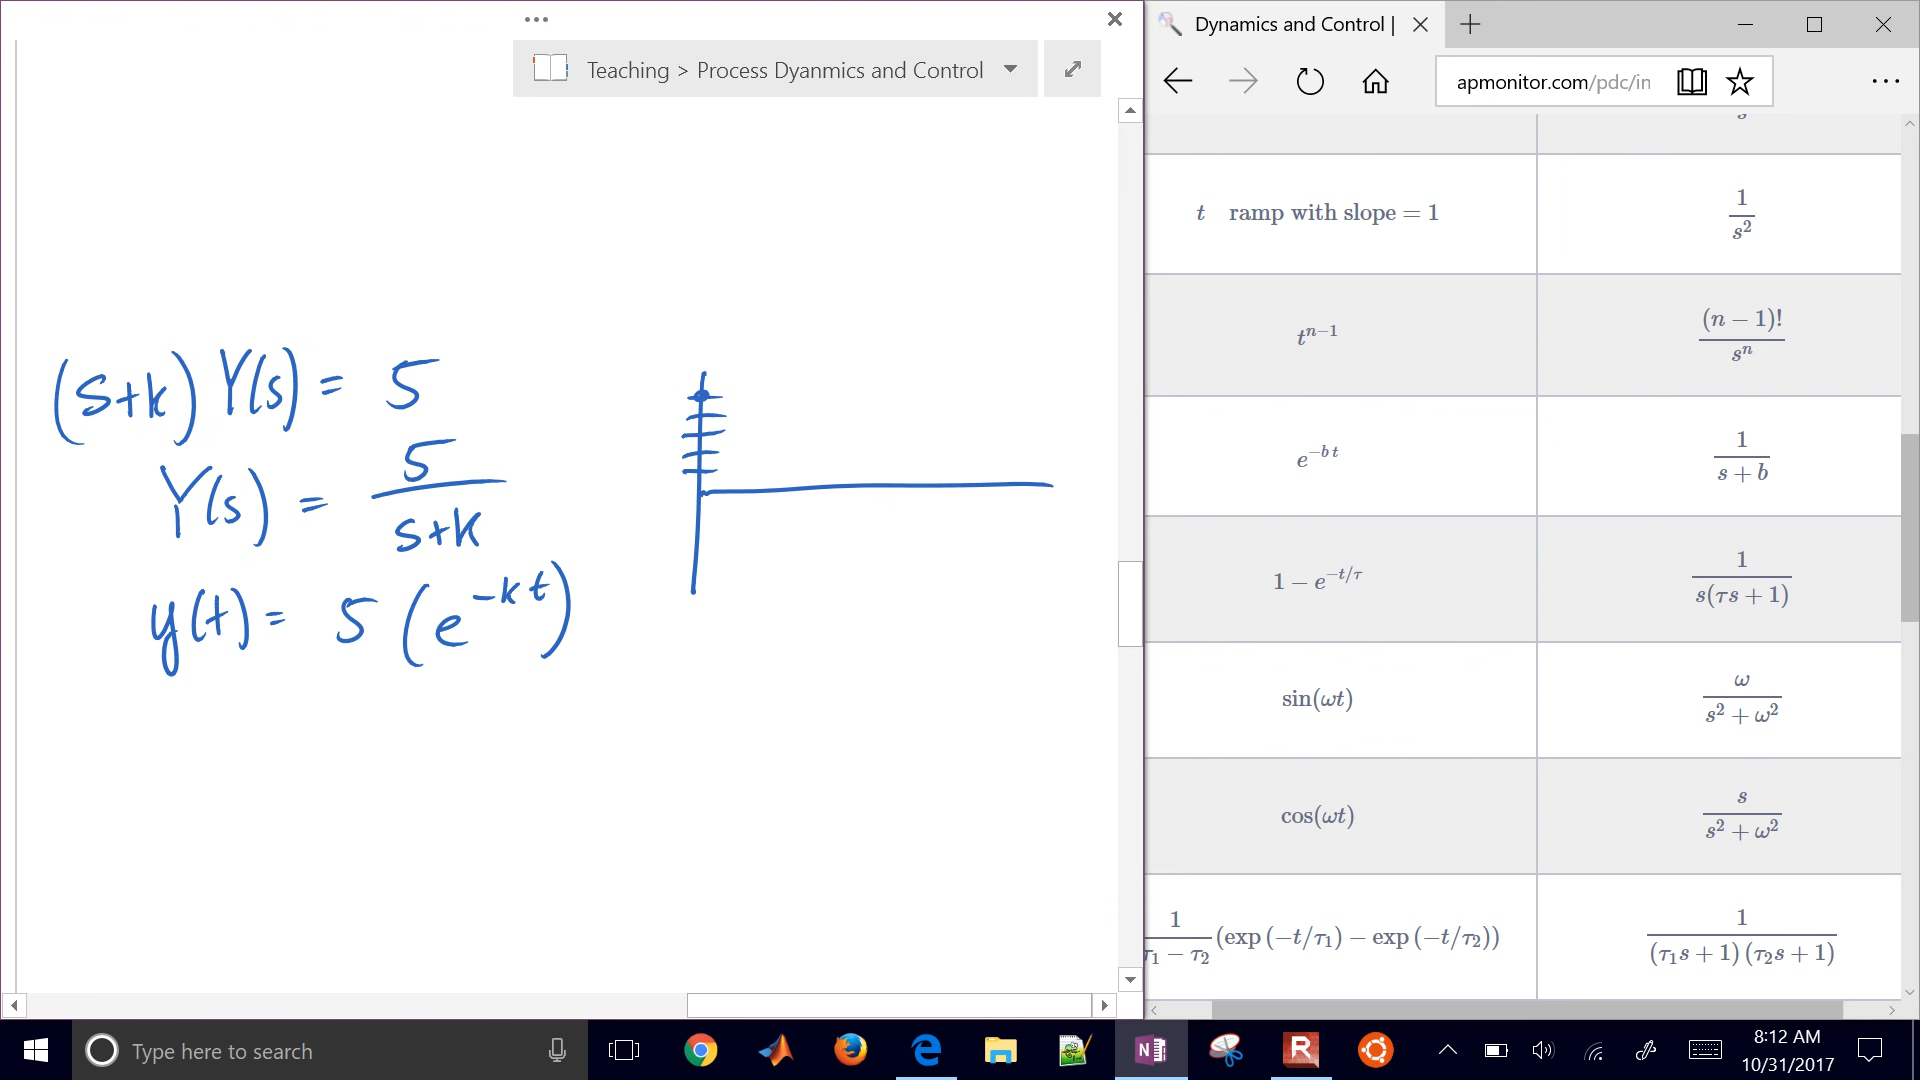 Teaching > Process Dyanmics and Control
(s+k) Y(s) = 5
Y(s) = 5/(s+k)
y(t) = 5 (e^{-kt})
Dynamics and Control |
apmonitor.com/pdc/in
s
t ramp with slope = 1
1/s^2
t^{n-1}
(n − 1)!/s^n
e^{-b t}
1/(s + b)
1 − e^{-t/τ}
1/(s(τs + 1))
sin(ωt)
ω/(s^2 + ω^2)
cos(ωt)
s/(s^2 + ω^2)
1/(τ1 − τ2) (exp (−t/τ1) − exp (−t/τ2))
1/((τ1s + 1) (τ2s + 1))
Type here to search
N
R
8:12 AM
10/31/2017